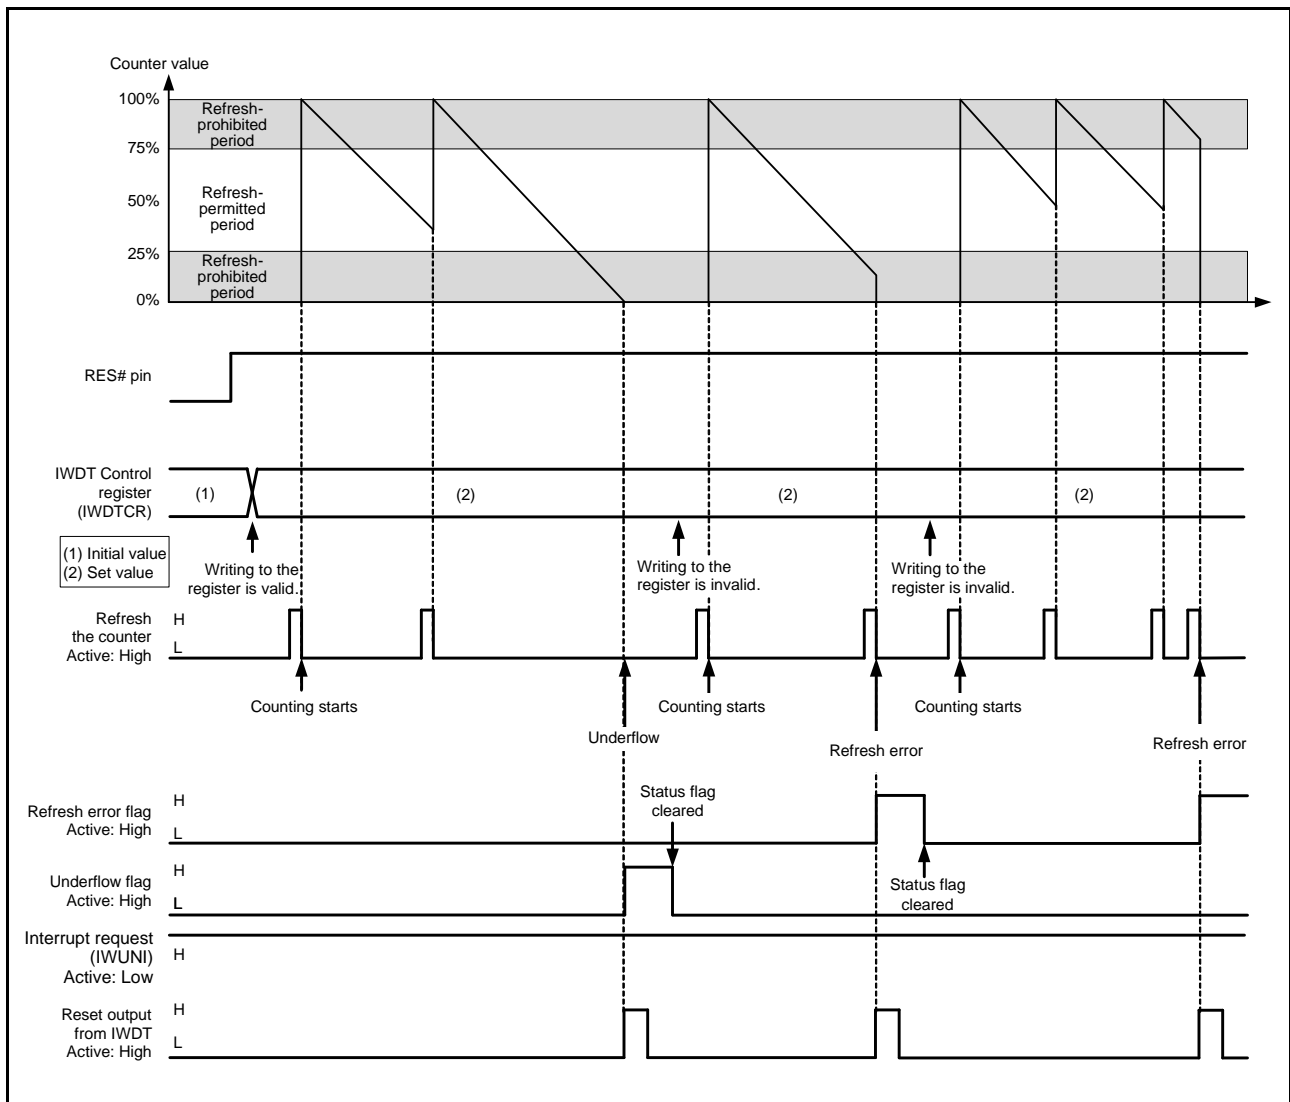 Counter value
100%
Refresh-
prohibited
period
75%
Refresh-
permitted
period
50%
25%
Refresh-
prohibited
period
0%
RES# pin
IWDT Control
register
(IWDTCR)
(1)
(2)
(2)
(2)
(1) Initial value
(2) Set value
Writing to the
register is valid.
Writing to the
register is invalid.
Writing to the
register is invalid.
Refresh
the counter
Active: High
H
L
Counting starts
Counting starts
Counting starts
Underflow
Refresh error
Refresh error
Refresh error flag
Active: High
H
L
Status flag
cleared
Underflow flag
Active: High
H
L
Status flag
cleared
Interrupt request
(IWUNI)
Active: Low
H
Reset output
from IWDT
Active: High
H
L